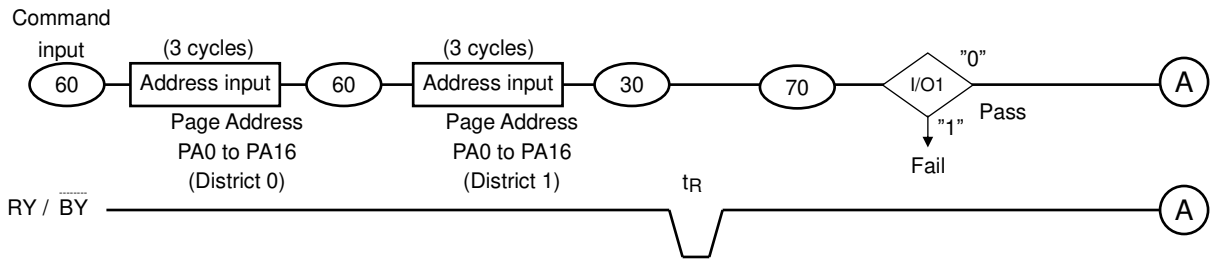 Command
input
(3 cycles)
(3 cycles)
"0"
60
Address input
60
Address input
30
70
I/O1
A
Page Address
PA0 to PA16
(District 0)
Page Address
PA0 to PA16
(District 1)
Pass
"1"
Fail
tR
RY / BY
A